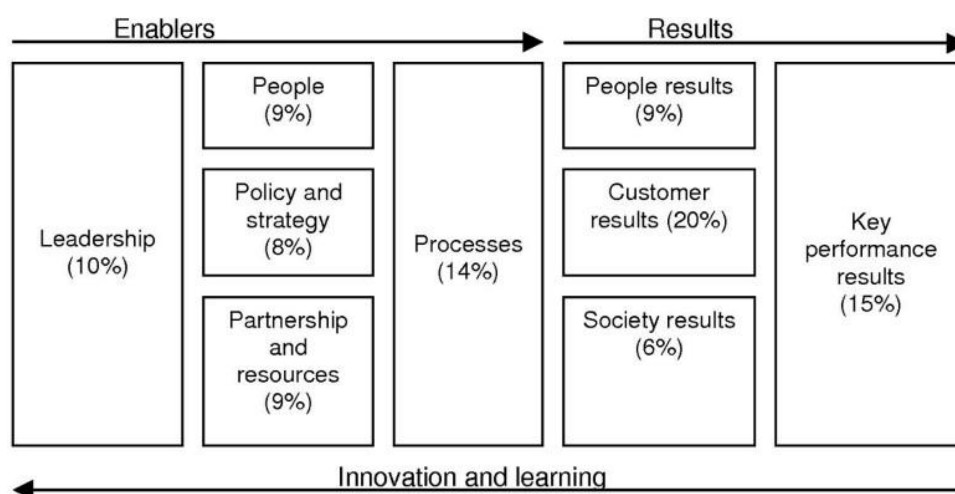 Enablers
Results
Leadership
(10%)
People
(9%)
Policy and
strategy
(8%)
Partnership
and
resources
(9%)
Processes
(14%)
People results
(9%)
Customer
results (20%)
Society results
(6%)
Key
performance
results
(15%)
Innovation and learning